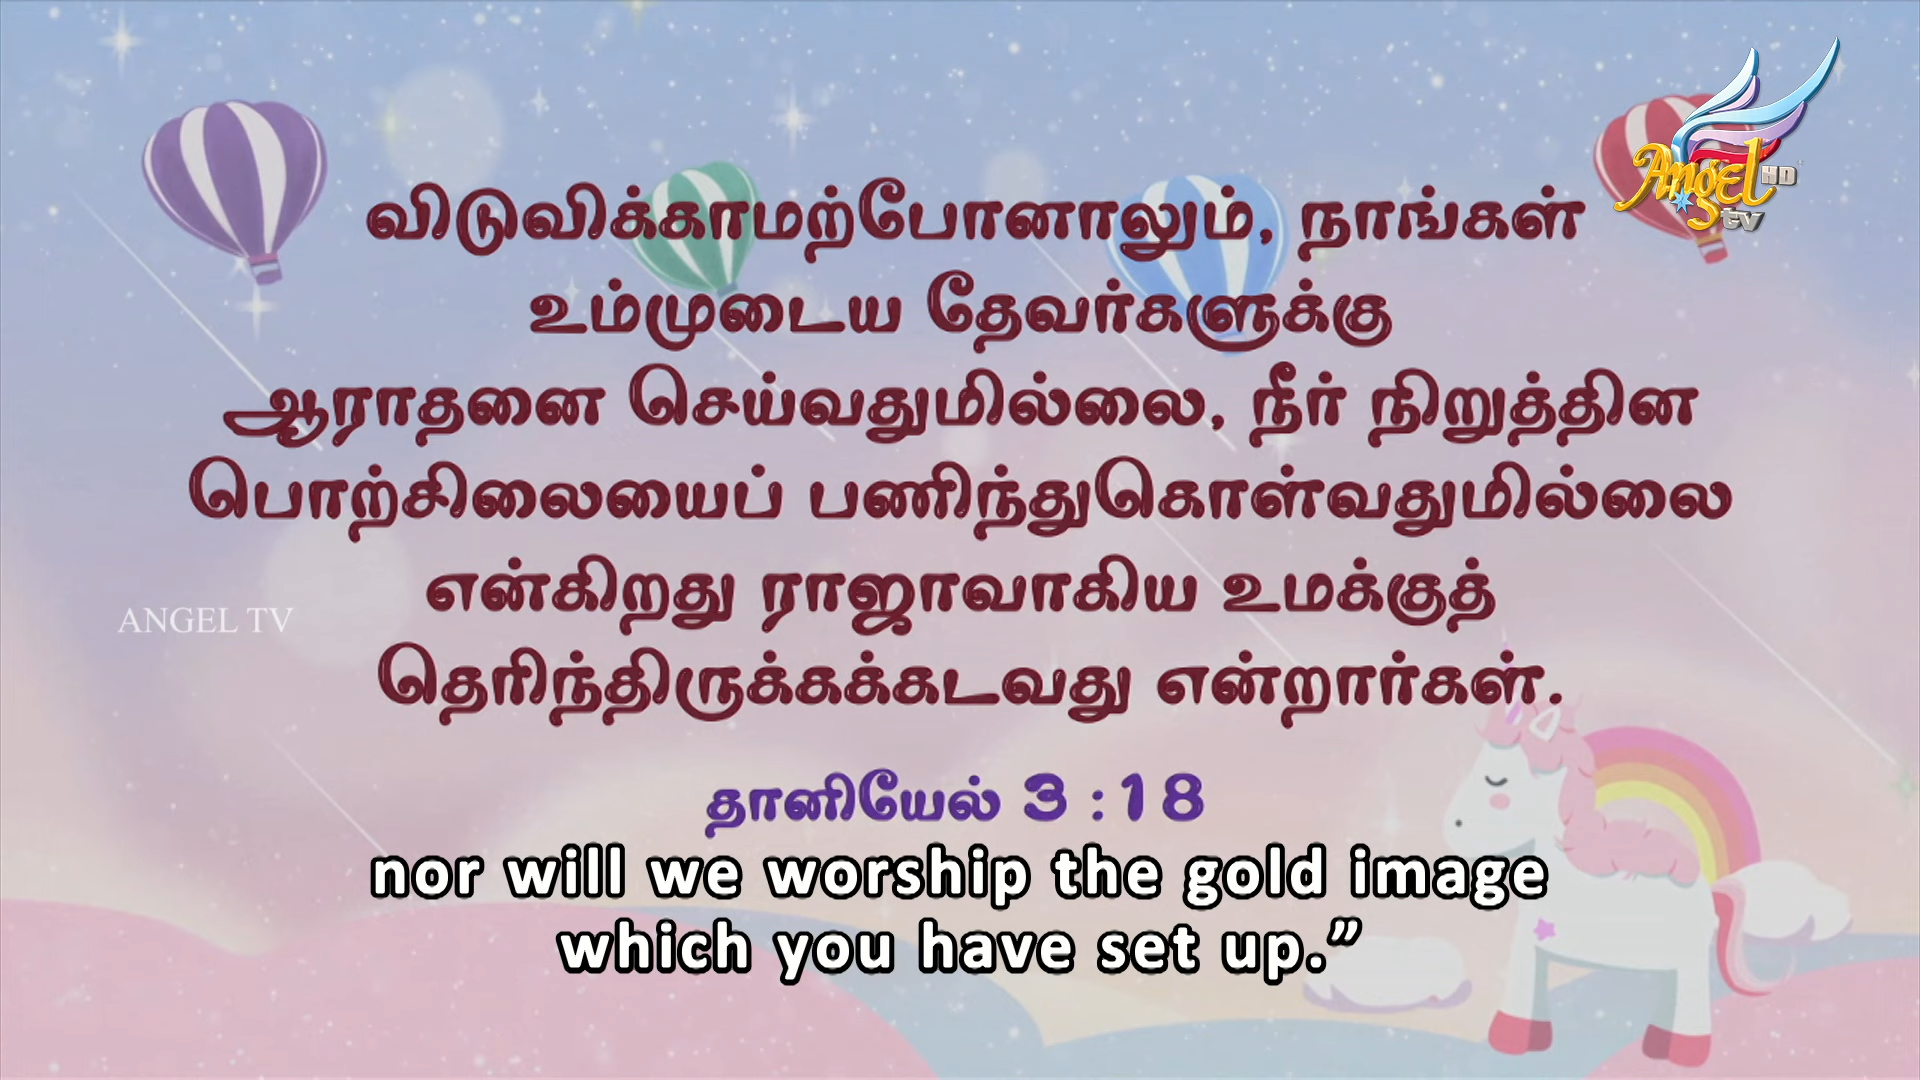 Angel HD
tv
விடுவிக்காமற்போனாலும், நாங்கள்
உம்முடைய தேவர்களுக்கு
ஆராதனை செய்வதுமில்லை, நீர் நிறுத்தின
பொற்சிலையைப் பணிந்துகொள்வதுமில்லை
என்கிறது ராஜாவாகிய உமக்குத்
தெரிந்திருக்கக்கடவது என்றார்கள்.
ANGEL TV
தானியேல் 3 :18
nor will we worship the gold image
which you have set up.”